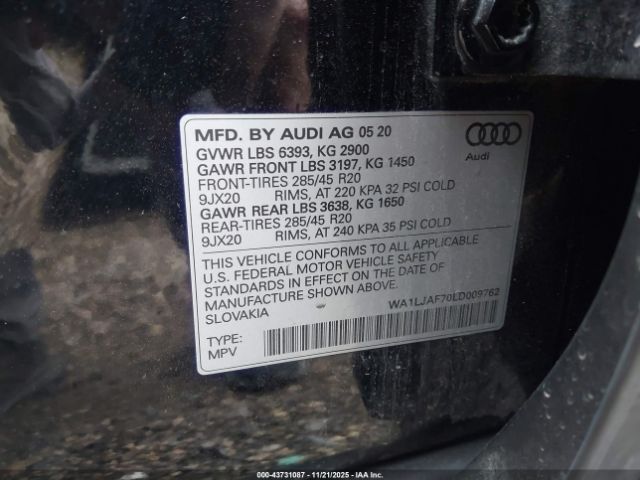 MFD. BY AUDI AG 05 20
GVWR LBS 6393, KG 2900
GAWR FRONT LBS 3197, KG 1450
FRONT-TIRES 285/45 R20
9JX20 RIMS, AT 220 KPA 32 PSI COLD
GAWR REAR LBS 3638, KG 1650
REAR-TIRES 285/45 R20
9JX20 RIMS, AT 240 KPA 35 PSI COLD
Audi
THIS VEHICLE CONFORMS TO ALL APPLICABLE
U.S. FEDERAL MOTOR VEHICLE SAFETY
STANDARDS IN EFFECT ON THE DATE OF
MANUFACTURE SHOWN ABOVE.
SLOVAKIA
WA1LJAF70LD009762
TYPE:
MPV
00-43731087 - 11/21/2025 - © IAA Inc.